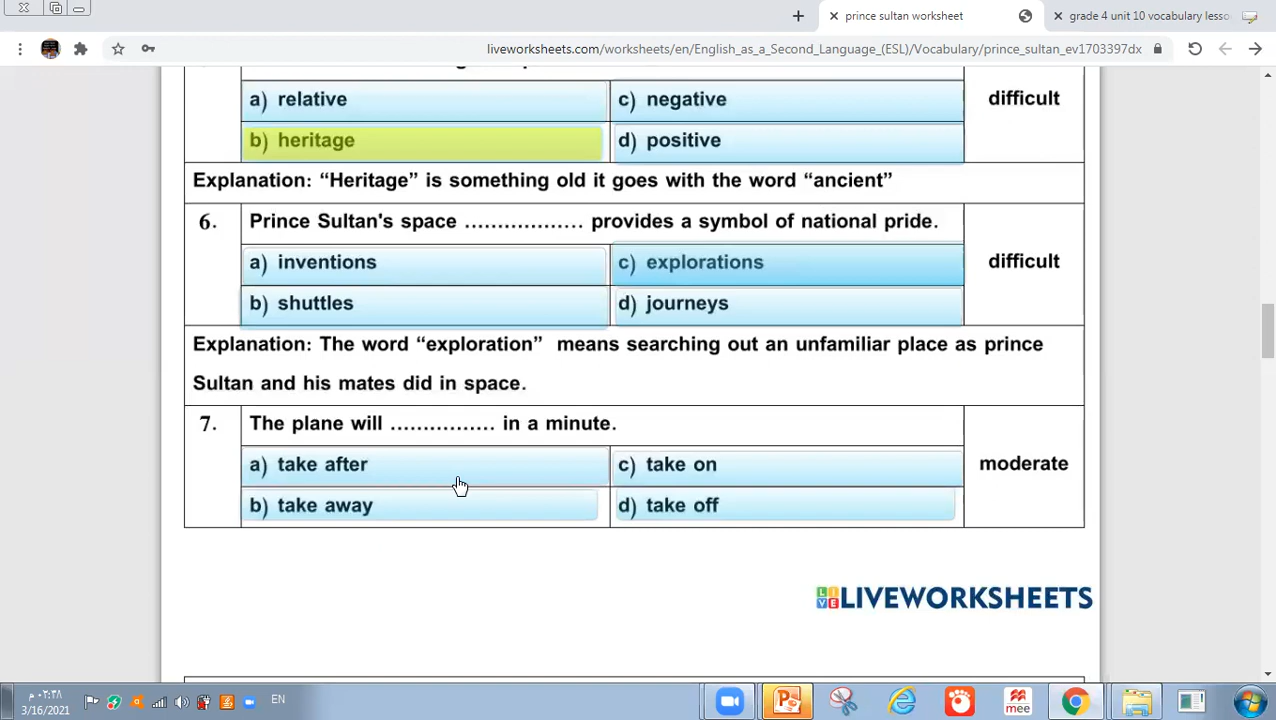 prince sultan worksheet
grade 4 unit 10 vocabulary lesso
liveworksheets.com/worksheets/en/English_as_a_Second_Language_(ESL)/Vocabulary/prince_sultan_ev1703397dx
a) relative
c) negative
difficult
b) heritage
d) positive
Explanation: “Heritage” is something old it goes with the word “ancient”
6. Prince Sultan's space .................. provides a symbol of national pride.
a) inventions
c) explorations
difficult
b) shuttles
d) journeys
Explanation: The word “exploration” means searching out an unfamiliar place as prince
Sultan and his mates did in space.
7. The plane will ................ in a minute.
a) take after
c) take on
moderate
b) take away
d) take off
LIVE LIVEWORKSHEETS
٠٢:٣٨ م
3/16/2021
EN
mee